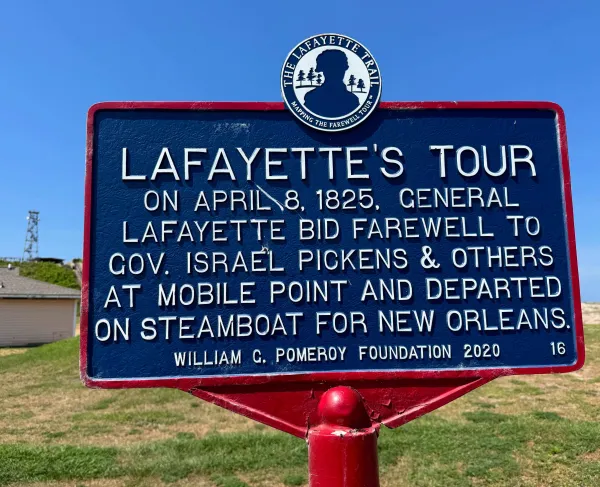 THE LAFAYETTE TRAIL
MAPPING THE FAREWELL TOUR
LAFAYETTE'S TOUR
ON APRIL 8, 1825, GENERAL
LAFAYETTE BID FAREWELL TO
GOV. ISRAEL PICKENS & OTHERS
AT MOBILE POINT AND DEPARTED
ON STEAMBOAT FOR NEW ORLEANS.
WILLIAM G. POMEROY FOUNDATION 2020 16